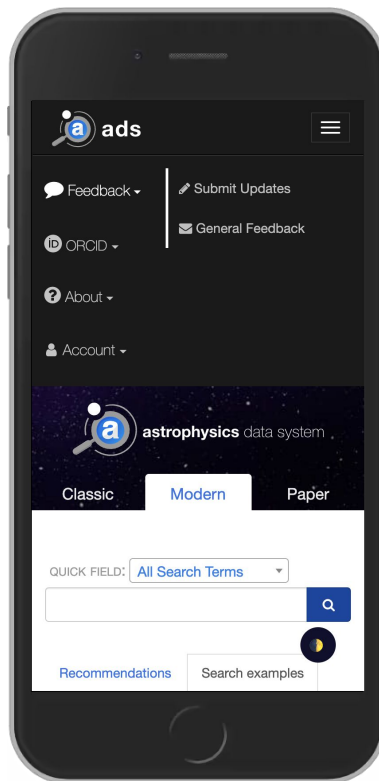 a ads
Feedback
Submit Updates
General Feedback
iD ORCID
? About
Account
a astrophysics data system
Classic Modern Paper
QUICK FIELD: All Search Terms
Recommendations Search examples